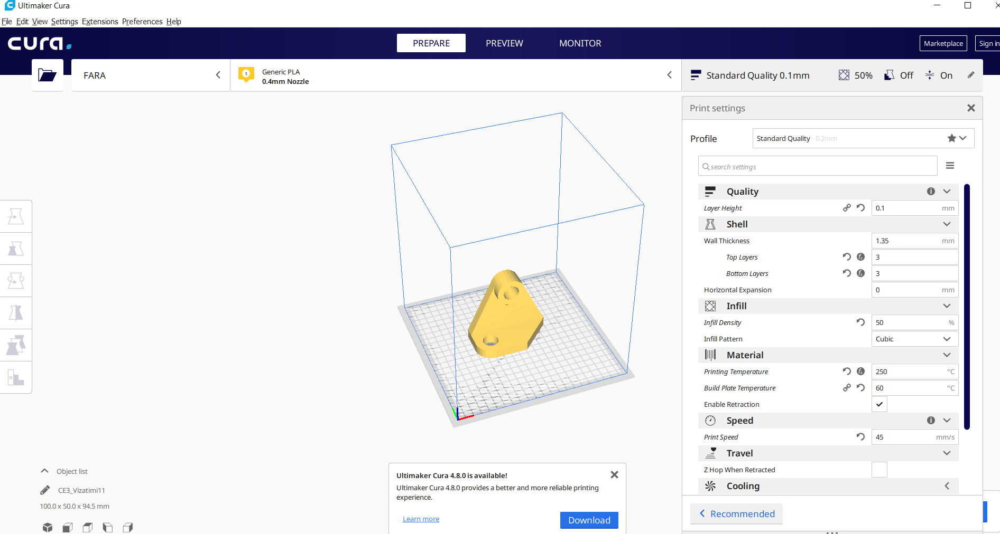 Ultimaker Cura
File Edit View Settings Extensions Preferences Help
cura.
PREPARE PREVIEW MONITOR
Marketplace Sign in
FARA
1
Generic PLA
0.4mm Nozzle
Standard Quality 0.1mm 50% Off On
Print settings
Profile Standard Quality - 0.2mm
search settings
Quality
Layer Height 0.1 mm
Shell
Wall Thickness 1.35 mm
Top Layers 3
Bottom Layers 3
Horizontal Expansion 0 mm
Infill
Infill Density 50 %
Infill Pattern Cubic
Material
Printing Temperature 250 °C
Build Plate Temperature 60 °C
Enable Retraction
Speed
Print Speed 45 mm/s
Travel
Z Hop When Retracted
Cooling
Recommended
Object list
CE3_Vizatimi11
100.0 x 50.0 x 94.5 mm
Ultimaker Cura 4.8.0 is available!
Ultimaker Cura 4.8.0 provides a better and more reliable printing
experience.
Learn more Download